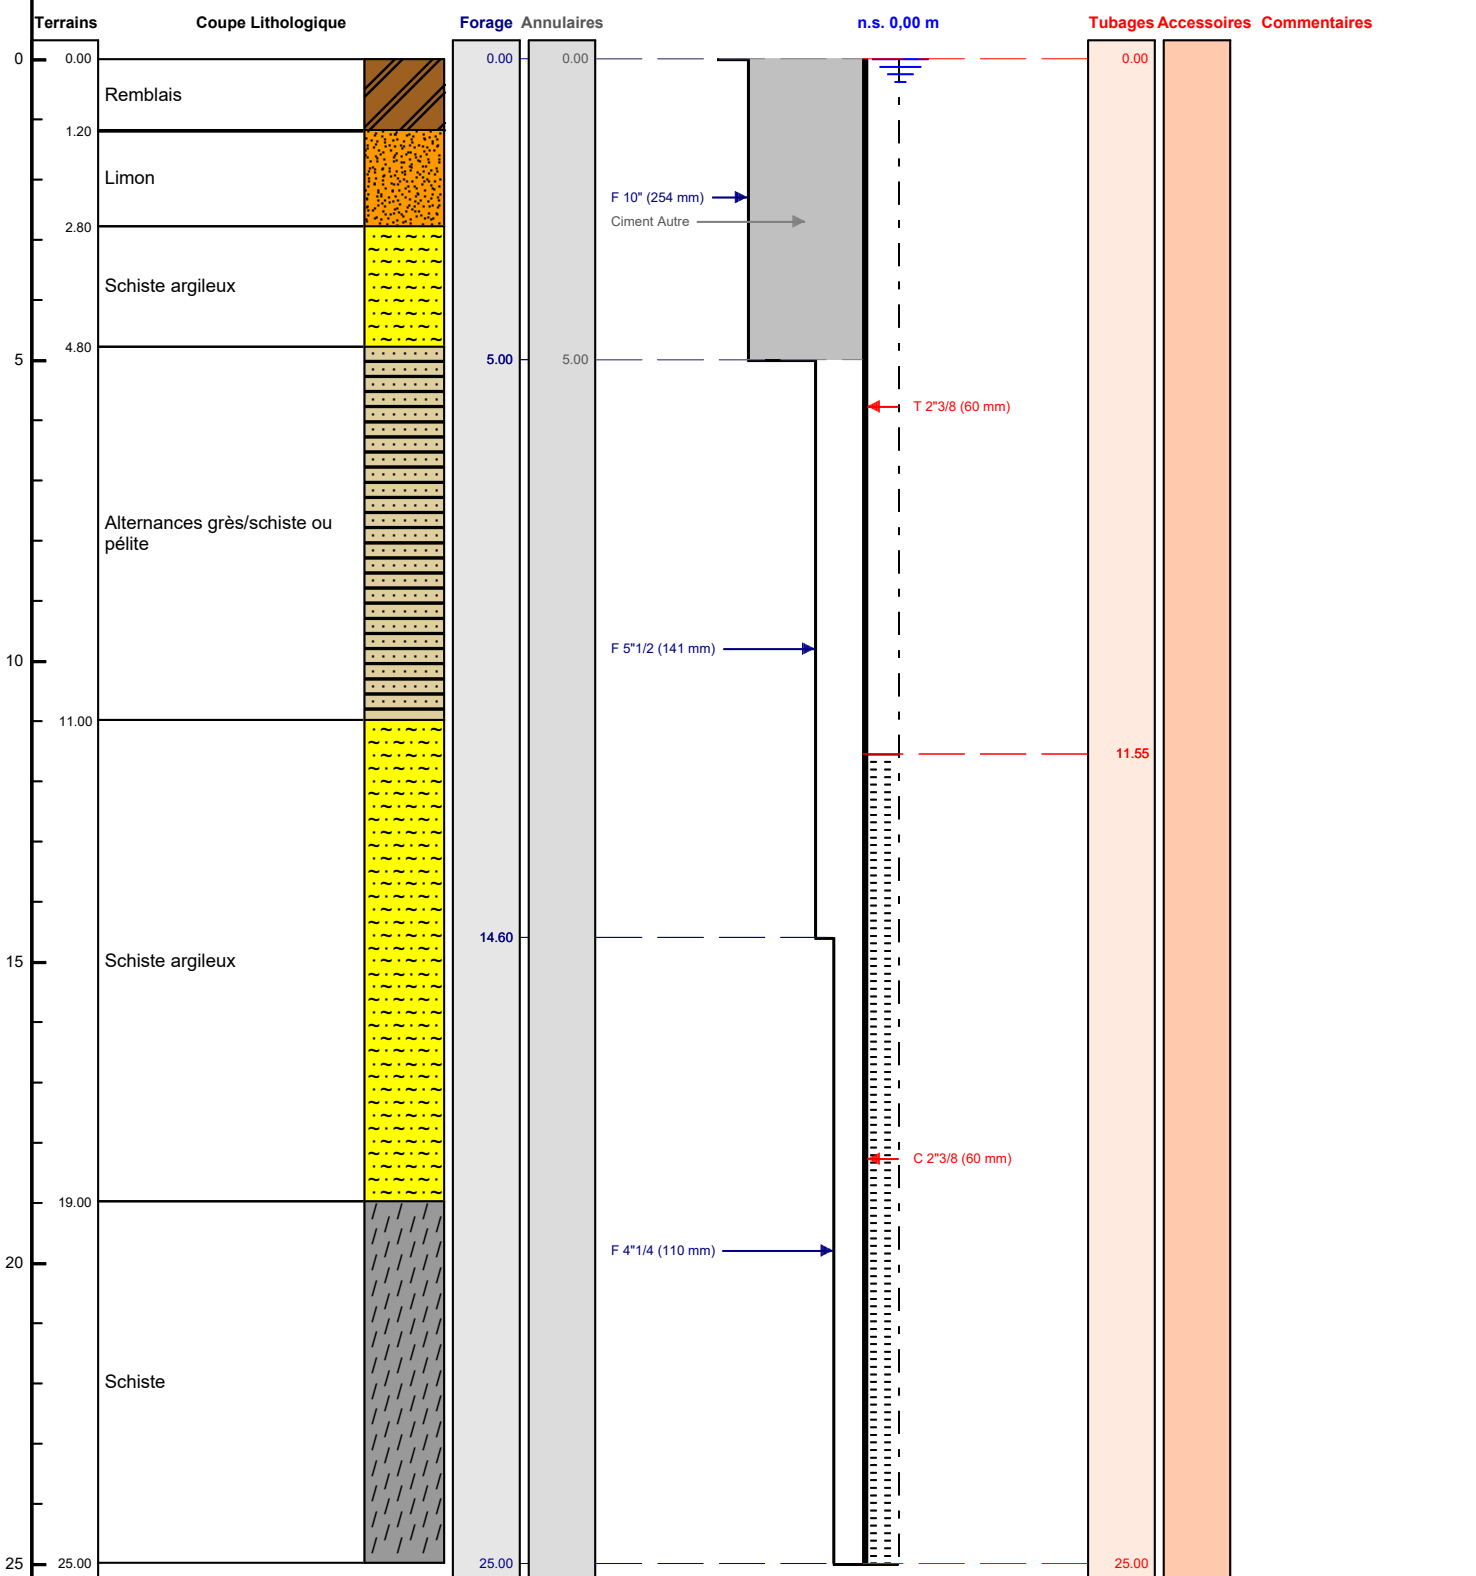 Terrains Coupe Lithologique Forage Annulaires n.s. 0,00 m Tubages Accessoires Commentaires
0 0.00 0.00 0.00 0.00
Remblais
1.20
Limon
F 10" (254 mm)
Ciment Autre
2.80
Schiste argileux
4.80
5 5.00 5.00
T 2"3/8 (60 mm)
Alternances grès/schiste ou
pélite
F 5"1/2 (141 mm)
10
11.00
11.55
14.60
15
Schiste argileux
C 2"3/8 (60 mm)
19.00
F 4"1/4 (110 mm)
20
Schiste
25 25.00 25.00 25.00